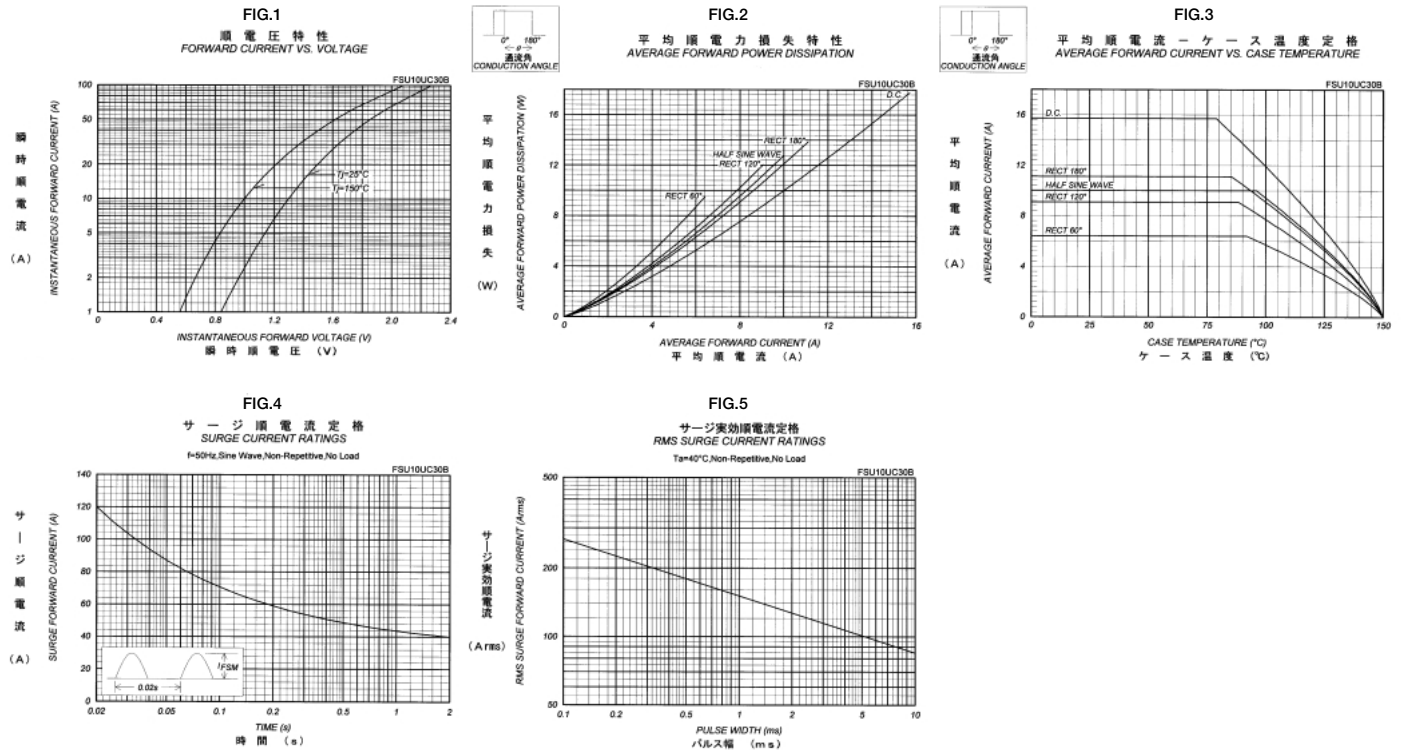 FIG.1
順 電 圧 特 性
FORWARD CURRENT VS. VOLTAGE
FSU10UC30B
瞬 時 順 電 流 (A)
INSTANTANEOUS FORWARD CURRENT (A)
100
50
20
10
5
2
1
Tj=25°C
Tj=150°C
0 0.4 0.8 1.2 1.6 2.0 2.4
INSTANTANEOUS FORWARD VOLTAGE (V)
瞬 時 順 電 圧 (V)
FIG.2
0° 180°
θ
通流角
CONDUCTION ANGLE
平 均 順 電 力 損 失 特 性
AVERAGE FORWARD POWER DISSIPATION
FSU10UC30B
平 均 順 電 力 損 失 (W)
AVERAGE FORWARD POWER DISSIPATION (W)
16
12
8
4
0
D.C.
RECT 180°
HALF SINE WAVE
RECT 120°
RECT 60°
0 4 8 12 16
AVERAGE FORWARD CURRENT (A)
平 均 順 電 流 (A)
FIG.3
0° 180°
θ
通流角
CONDUCTION ANGLE
平 均 順 電 流 － ケ ー ス 温 度 定 格
AVERAGE FORWARD CURRENT VS. CASE TEMPERATURE
FSU10UC30B
平 均 順 電 流 (A)
AVERAGE FORWARD CURRENT (A)
16
12
8
4
0
D.C.
RECT 180°
HALF SINE WAVE
RECT 120°
RECT 60°
0 25 50 75 100 125 150
CASE TEMPERATURE (°C)
ケ ー ス 温 度 (℃)
FIG.4
サ ー ジ 順 電 流 定 格
SURGE CURRENT RATINGS
f=50Hz,Sine Wave,Non-Repetitive,No Load
FSU10UC30B
サ ー ジ 順 電 流 (A)
SURGE FORWARD CURRENT (A)
140
120
100
80
60
40
20
0
IFSM
0.02s
0.02 0.05 0.1 0.2 0.5 1 2
TIME (s)
時 間 (s)
FIG.5
サージ実効順電流定格
RMS SURGE CURRENT RATINGS
Ta=40°C,Non-Repetitive,No Load
FSU10UC30B
サージ実効順電流 (Arms)
RMS SURGE FORWARD CURRENT (Arms)
500
200
100
50
0.1 0.2 0.5 1 2 5 10
PULSE WIDTH (ms)
パルス幅 (ms)